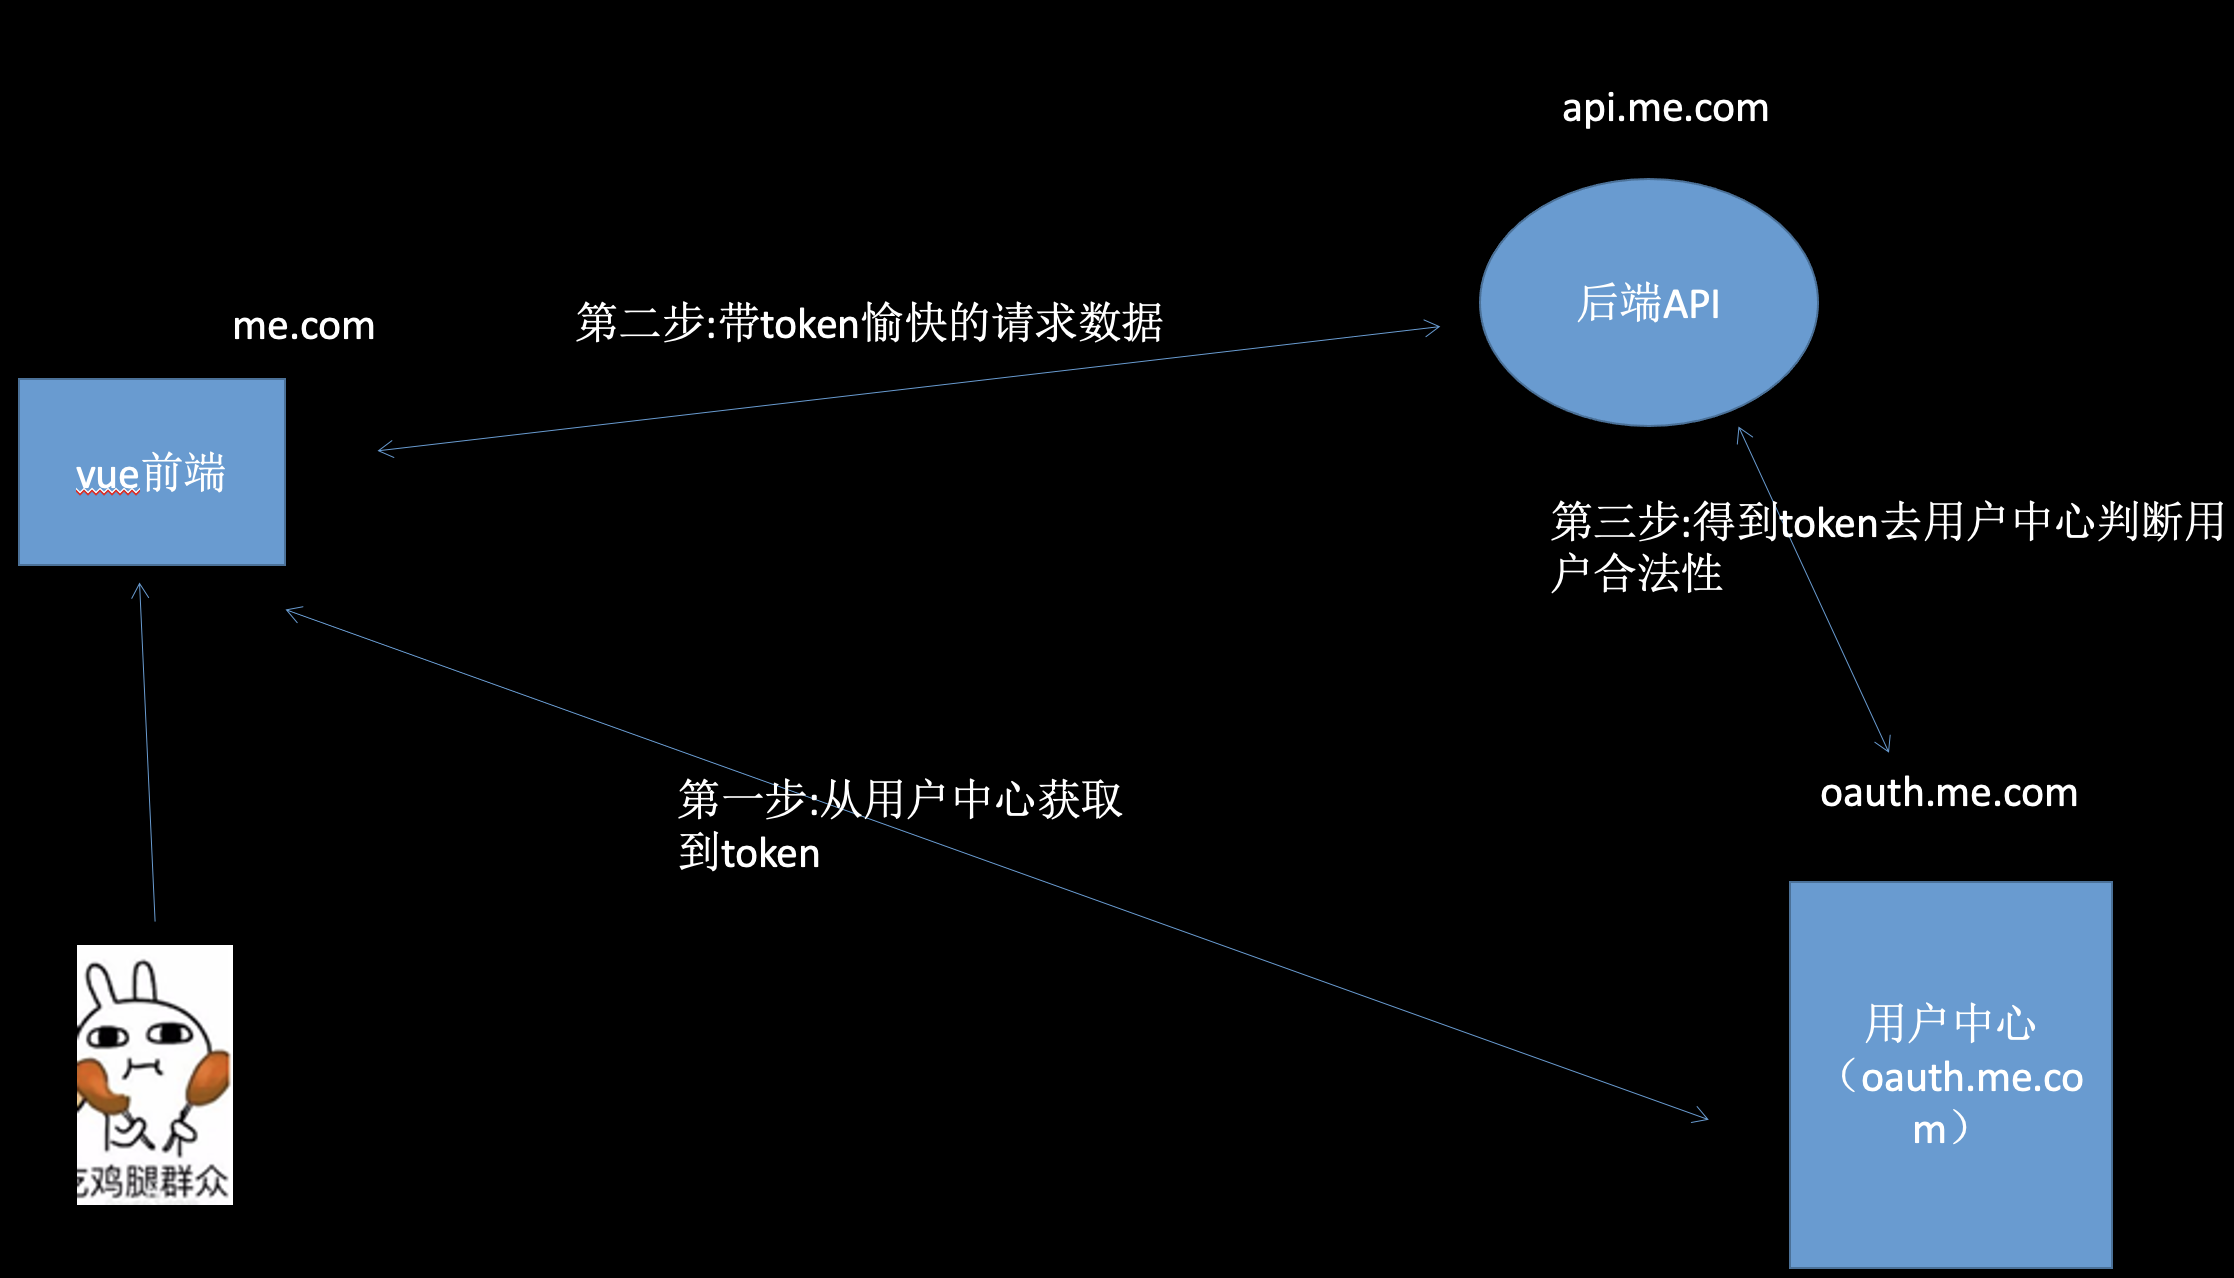 api.me.com
后端API
me.com
第二步:带token愉快的请求数据
vue前端
第三步:得到token去用户中心判断用
户合法性
第一步:从用户中心获取
到token
oauth.me.com
用户中心
（oauth.me.co
m）
鸡腿群众